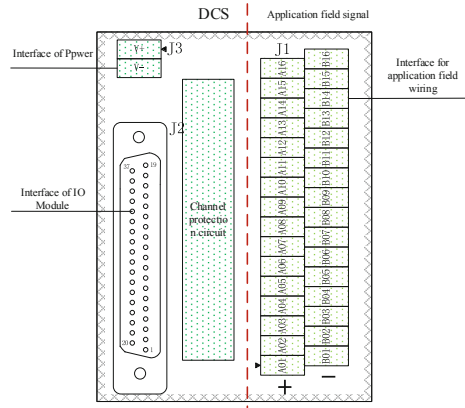 DCS
Application field signal
Interface of Ppwer
V+
V-
J3
J1
A16
A15
A14
A13
A12
A11
A10
A09
A08
A07
A06
A05
A04
A03
A02
A01
+
B16
B15
B14
B13
B12
B11
B10
B09
B08
B07
B06
B05
B04
B03
B02
B01
−
Interface for
application field
wiring
J2
37
19
20
1
Interface of IO
Module
Channel
protectio
n circuit